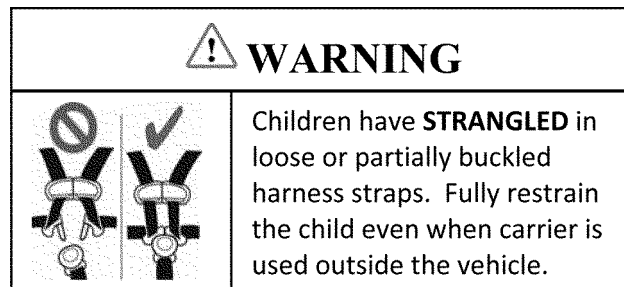 WARNING
Children have STRANGLED in
loose or partially buckled
harness straps.  Fully restrain
the child even when carrier is
used outside the vehicle.